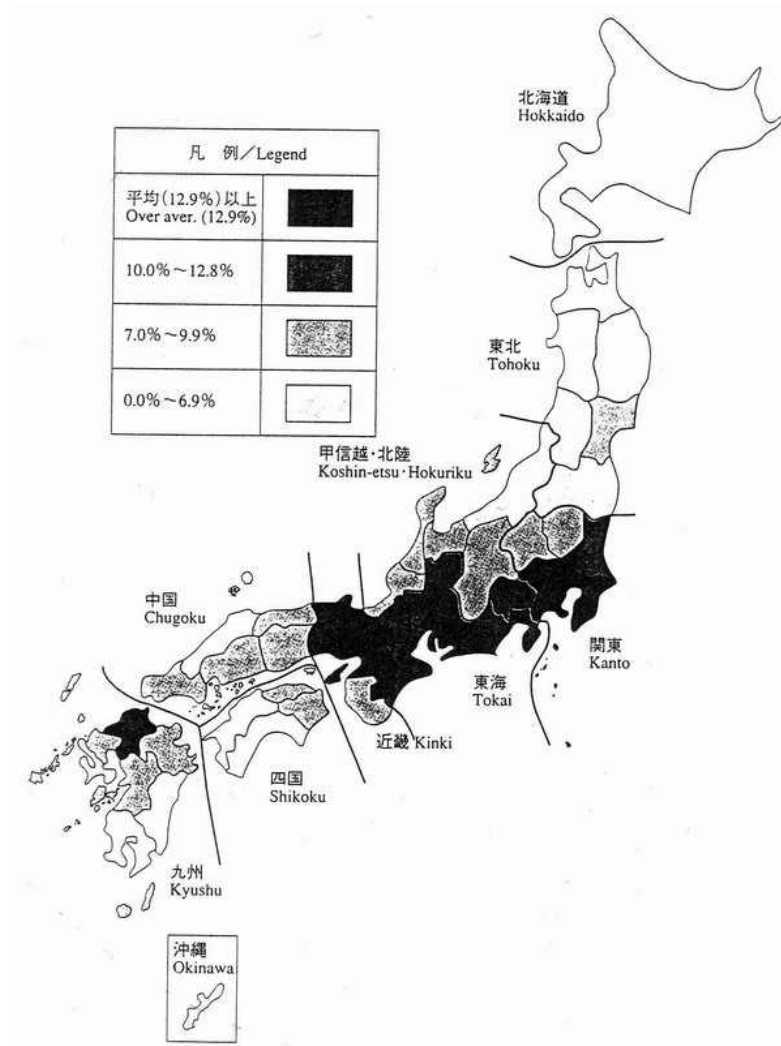 凡 例/Legend
平均(12.9%)以上
Over aver. (12.9%)
10.0%～12.8%
7.0%～9.9%
0.0%～6.9%
北海道
Hokkaido
東北
Tohoku
甲信越・北陸
Koshin-etsu・Hokuriku
中国
Chugoku
関東
Kanto
東海
Tokai
近畿 Kinki
四国
Shikoku
九州
Kyushu
沖縄
Okinawa